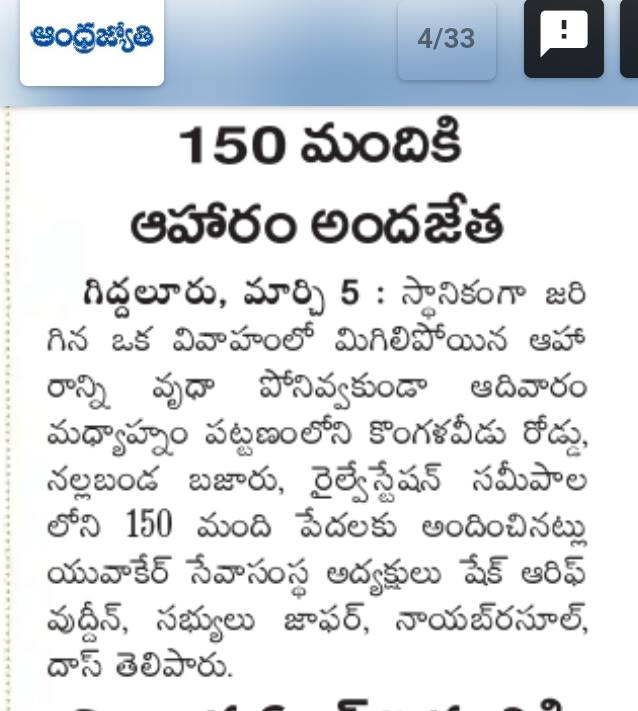 ఆంధ్రజ్యోతి
4/33
150 మందికి
ఆహారం అందజేత
గిద్దలూరు, మార్చి 5 : స్థానికంగా జరి
గిన ఒక వివాహంలో మిగిలిపోయిన ఆహా
రాన్ని వృధా పోనివ్వకుండా ఆదివారం
మధ్యాహ్నం పట్టణంలోని కొంగళవీడు రోడ్డు,
నల్లబండ బజారు, రైల్వేస్టేషన్ సమీపాల
లోని 150 మంది పేదలకు అందించినట్లు
యువాకేర్ సేవాసంస్థ అధ్యక్షులు షేక్ ఆరిఫ్
వుద్దీన్, సభ్యులు జాఫర్, నాయబ్‌రసూల్,
దాస్ తెలిపారు.